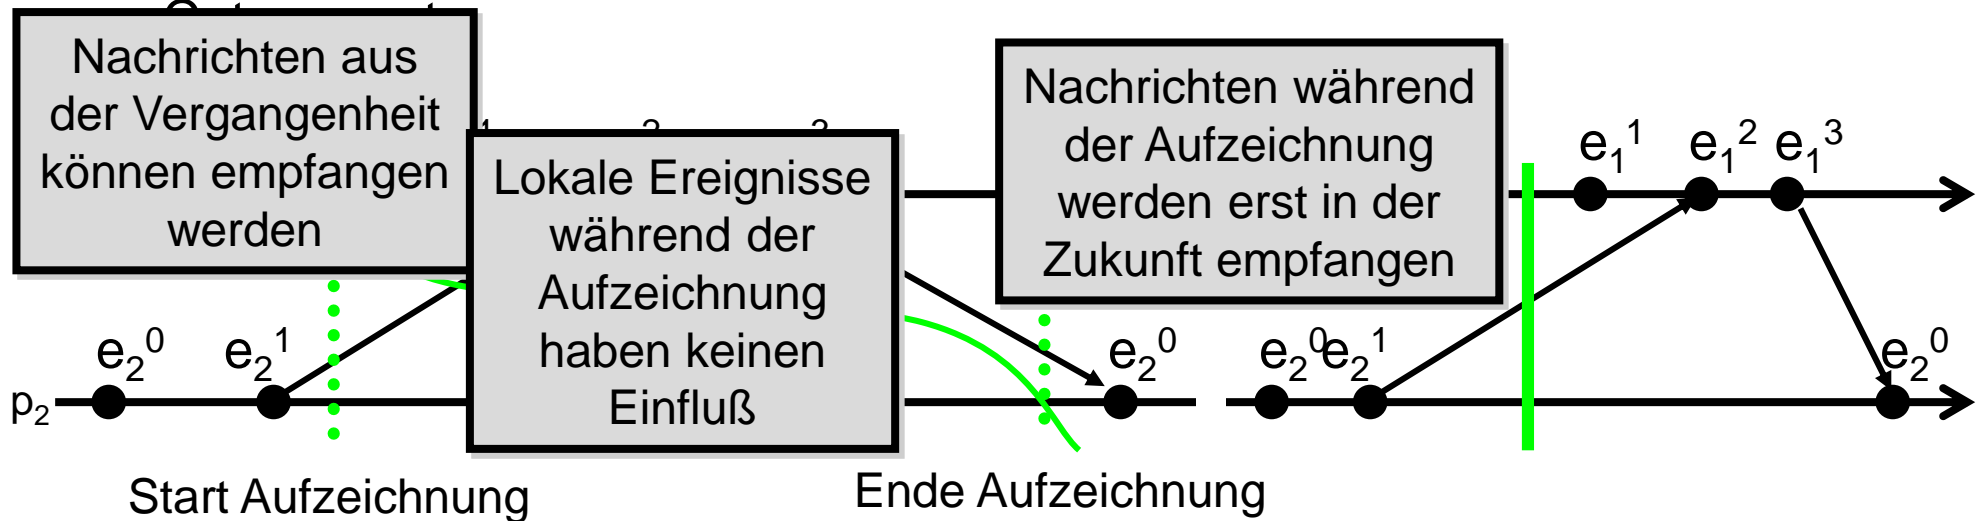 Nachrichten aus
der Vergangenheit
können empfangen
werden
Lokale Ereignisse
während der
Aufzeichnung
haben keinen
Einfluß
Nachrichten während
der Aufzeichnung
werden erst in der
Zukunft empfangen
e₁¹ e₁² e₁³
e₂⁰ e₂¹ e₂⁰ e₂⁰ e₂¹ e₂⁰
p₂
Start Aufzeichnung
Ende Aufzeichnung